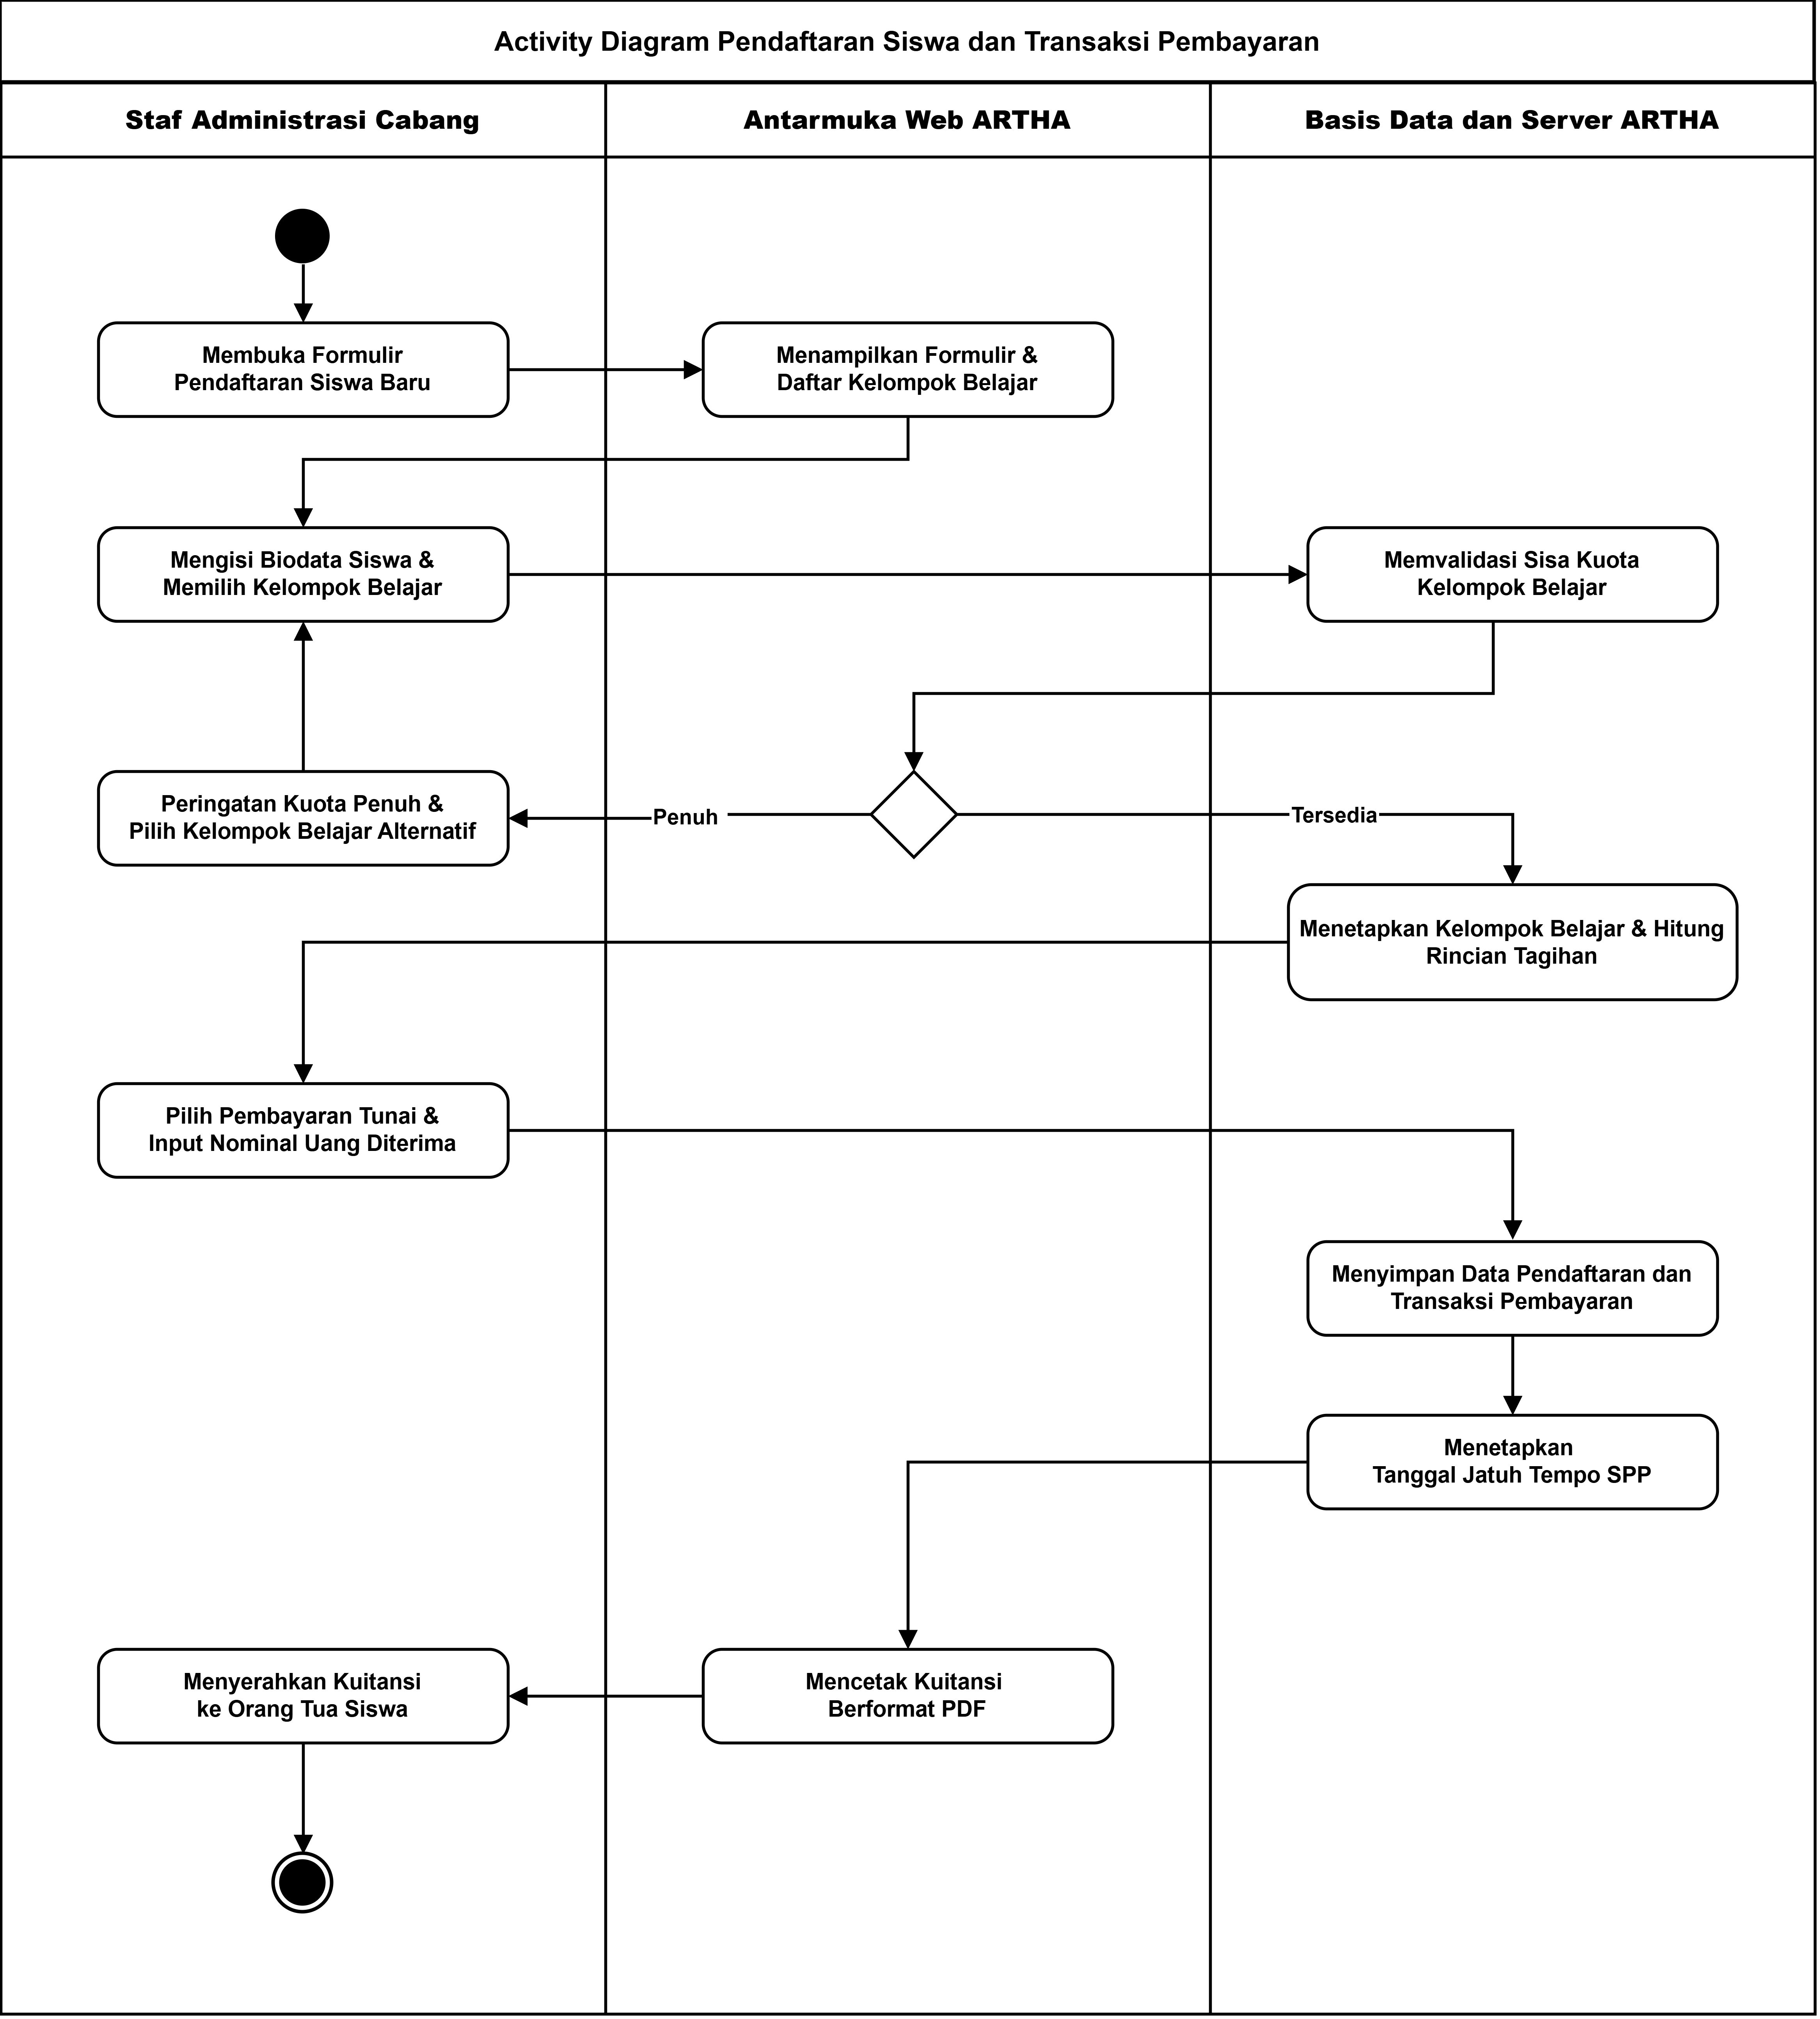 Activity Diagram Pendaftaran Siswa dan Transaksi Pembayaran
Staf Administrasi Cabang
Antarmuka Web ARTHA
Basis Data dan Server ARTHA
Membuka Formulir
Pendaftaran Siswa Baru
Menampilkan Formulir &
Daftar Kelompok Belajar
Mengisi Biodata Siswa &
Memilih Kelompok Belajar
Memvalidasi Sisa Kuota
Kelompok Belajar
Peringatan Kuota Penuh &
Pilih Kelompok Belajar Alternatif
Penuh
Tersedia
Menetapkan Kelompok Belajar & Hitung
Rincian Tagihan
Pilih Pembayaran Tunai &
Input Nominal Uang Diterima
Menyimpan Data Pendaftaran dan
Transaksi Pembayaran
Menetapkan
Tanggal Jatuh Tempo SPP
Menyerahkan Kuitansi
ke Orang Tua Siswa
Mencetak Kuitansi
Berformat PDF